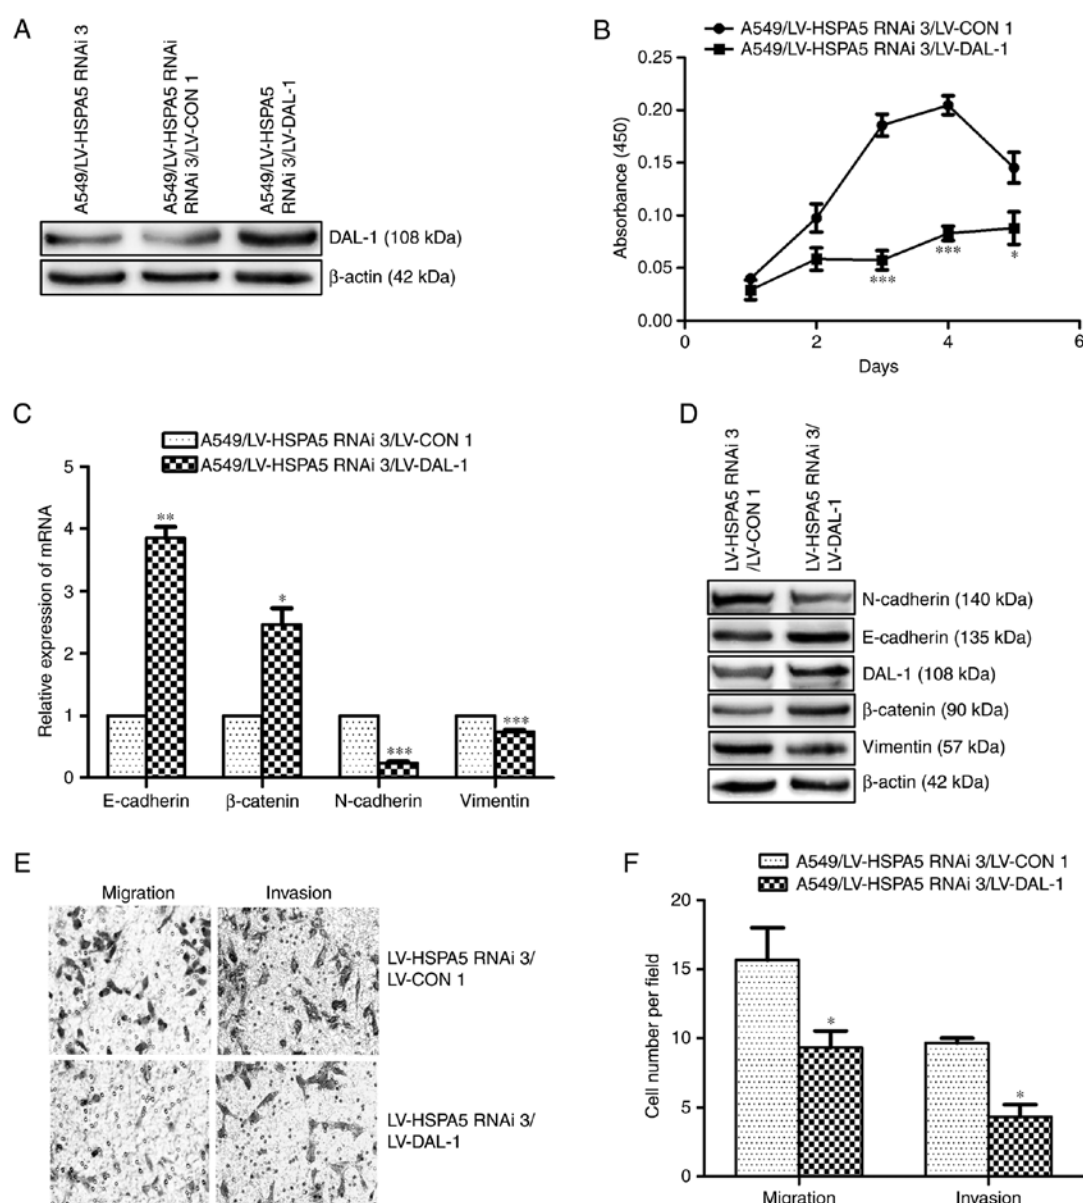 A
A549/LV-HSPA5 RNAi 3
A549/LV-HSPA5 RNAi
RNAi 3/LV-CON 1
A549/LV-HSPA5
RNAi 3/LV-DAL-1
DAL-1 (108 kDa)
β-actin (42 kDa)
B
A549/LV-HSPA5 RNAi 3/LV-CON 1
A549/LV-HSPA5 RNAi 3/LV-DAL-1
Absorbance (450)
0.25
0.20
0.15
0.10
0.05
0.00
***
***
*
0
2
4
6
Days
C
A549/LV-HSPA5 RNAi 3/LV-CON 1
A549/LV-HSPA5 RNAi 3/LV-DAL-1
Relative expression of mRNA
5
4
3
2
1
0
**
*
***
***
E-cadherin
β-catenin
N-cadherin
Vimentin
D
LV-HSPA5 RNAi 3
/LV-CON 1
LV-HSPA5 RNAi 3/
LV-DAL-1
N-cadherin (140 kDa)
E-cadherin (135 kDa)
DAL-1 (108 kDa)
β-catenin (90 kDa)
Vimentin (57 kDa)
β-actin (42 kDa)
E
Migration
Invasion
LV-HSPA5 RNAi 3/
LV-CON 1
LV-HSPA5 RNAi 3/
LV-DAL-1
F
A549/LV-HSPA5 RNAi 3/LV-CON 1
A549/LV-HSPA5 RNAi 3/LV-DAL-1
Cell number per field
20
15
10
5
0
*
*
Migration
Invasion